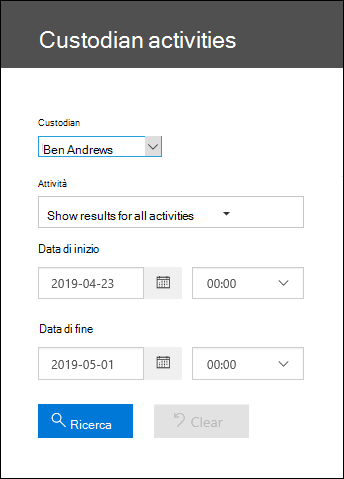 Custodian activities
Custodian
Ben Andrews
Attività
Show results for all activities
Data di inizio
2019-04-23 00:00
Data di fine
2019-05-01 00:00
Ricerca Clear